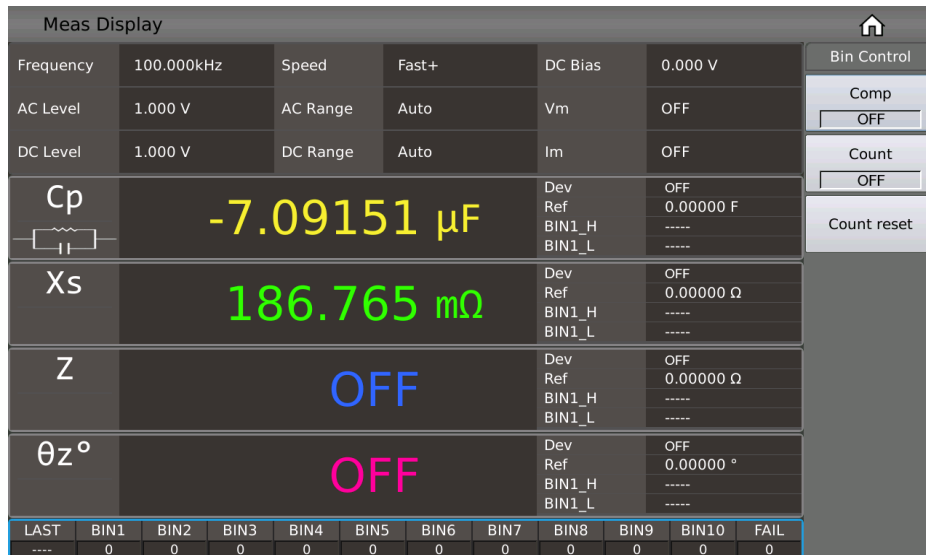 Meas Display
Frequency 100.000kHz Speed Fast+ DC Bias 0.000 V
AC Level 1.000 V AC Range Auto Vm OFF
DC Level 1.000 V DC Range Auto Im OFF
Cp -7.09151 µF
Dev OFF
Ref 0.00000 F
BIN1_H -----
BIN1_L -----
Xs 186.765 mΩ
Dev OFF
Ref 0.00000 Ω
BIN1_H -----
BIN1_L -----
Z OFF
Dev OFF
Ref 0.00000 Ω
BIN1_H -----
BIN1_L -----
θz° OFF
Dev OFF
Ref 0.00000 °
BIN1_H -----
BIN1_L -----
LAST BIN1 BIN2 BIN3 BIN4 BIN5 BIN6 BIN7 BIN8 BIN9 BIN10 FAIL
---- 0 0 0 0 0 0 0 0 0 0 0
Bin Control
Comp
OFF
Count
OFF
Count reset